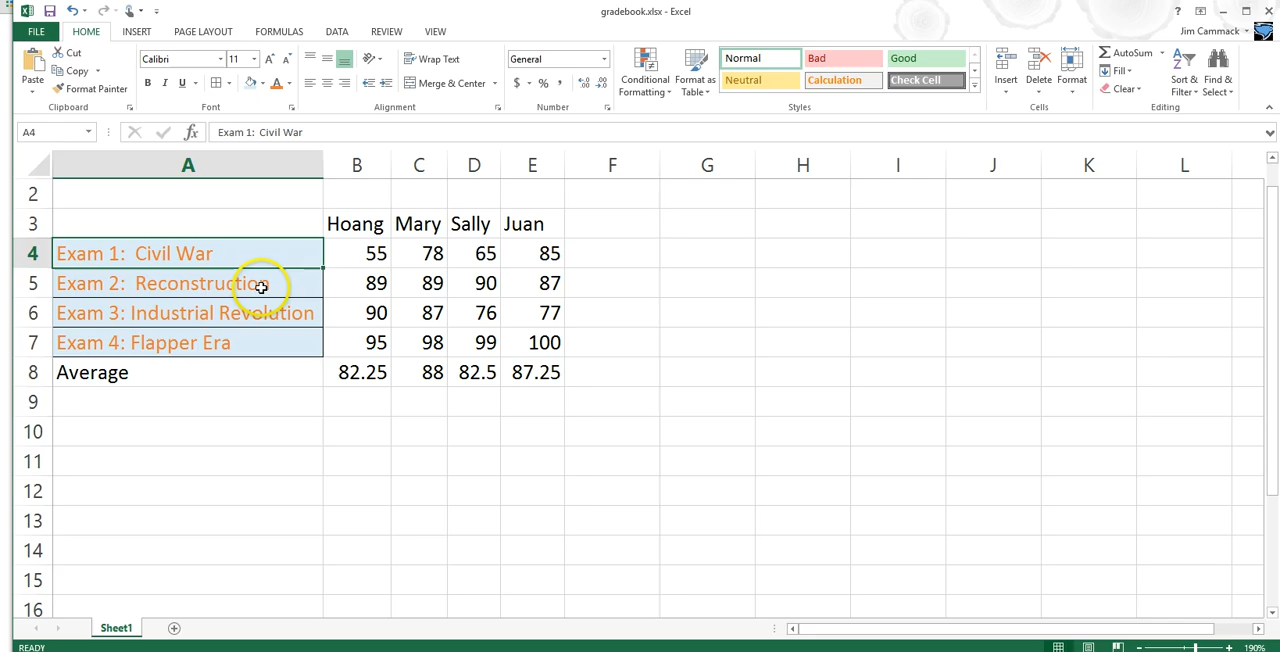 gradebook.xlsx - Excel
FILE HOME INSERT PAGE LAYOUT FORMULAS DATA REVIEW VIEW Jim Cammack
Paste
Cut
Copy
Format Painter
Clipboard
Calibri 11
B I U
Font
Wrap Text
Merge & Center
Alignment
General
$ % ,
Number
Conditional Formatting
Format as Table
Normal Bad Good
Neutral Calculation Check Cell
Styles
Insert Delete Format
Cells
AutoSum
Fill
Clear
Sort & Filter
Find & Select
Editing
A4 fx Exam 1:  Civil War
A B C D E F G H I J K L
2
3 Hoang Mary Sally Juan
4 Exam 1:  Civil War 55 78 65 85
5 Exam 2:  Reconstruction 89 89 90 87
6 Exam 3: Industrial Revolution 90 87 76 77
7 Exam 4: Flapper Era 95 98 99 100
8 Average 82.25 88 82.5 87.25
9
10
11
12
13
14
15
16
Sheet1
READY 190%